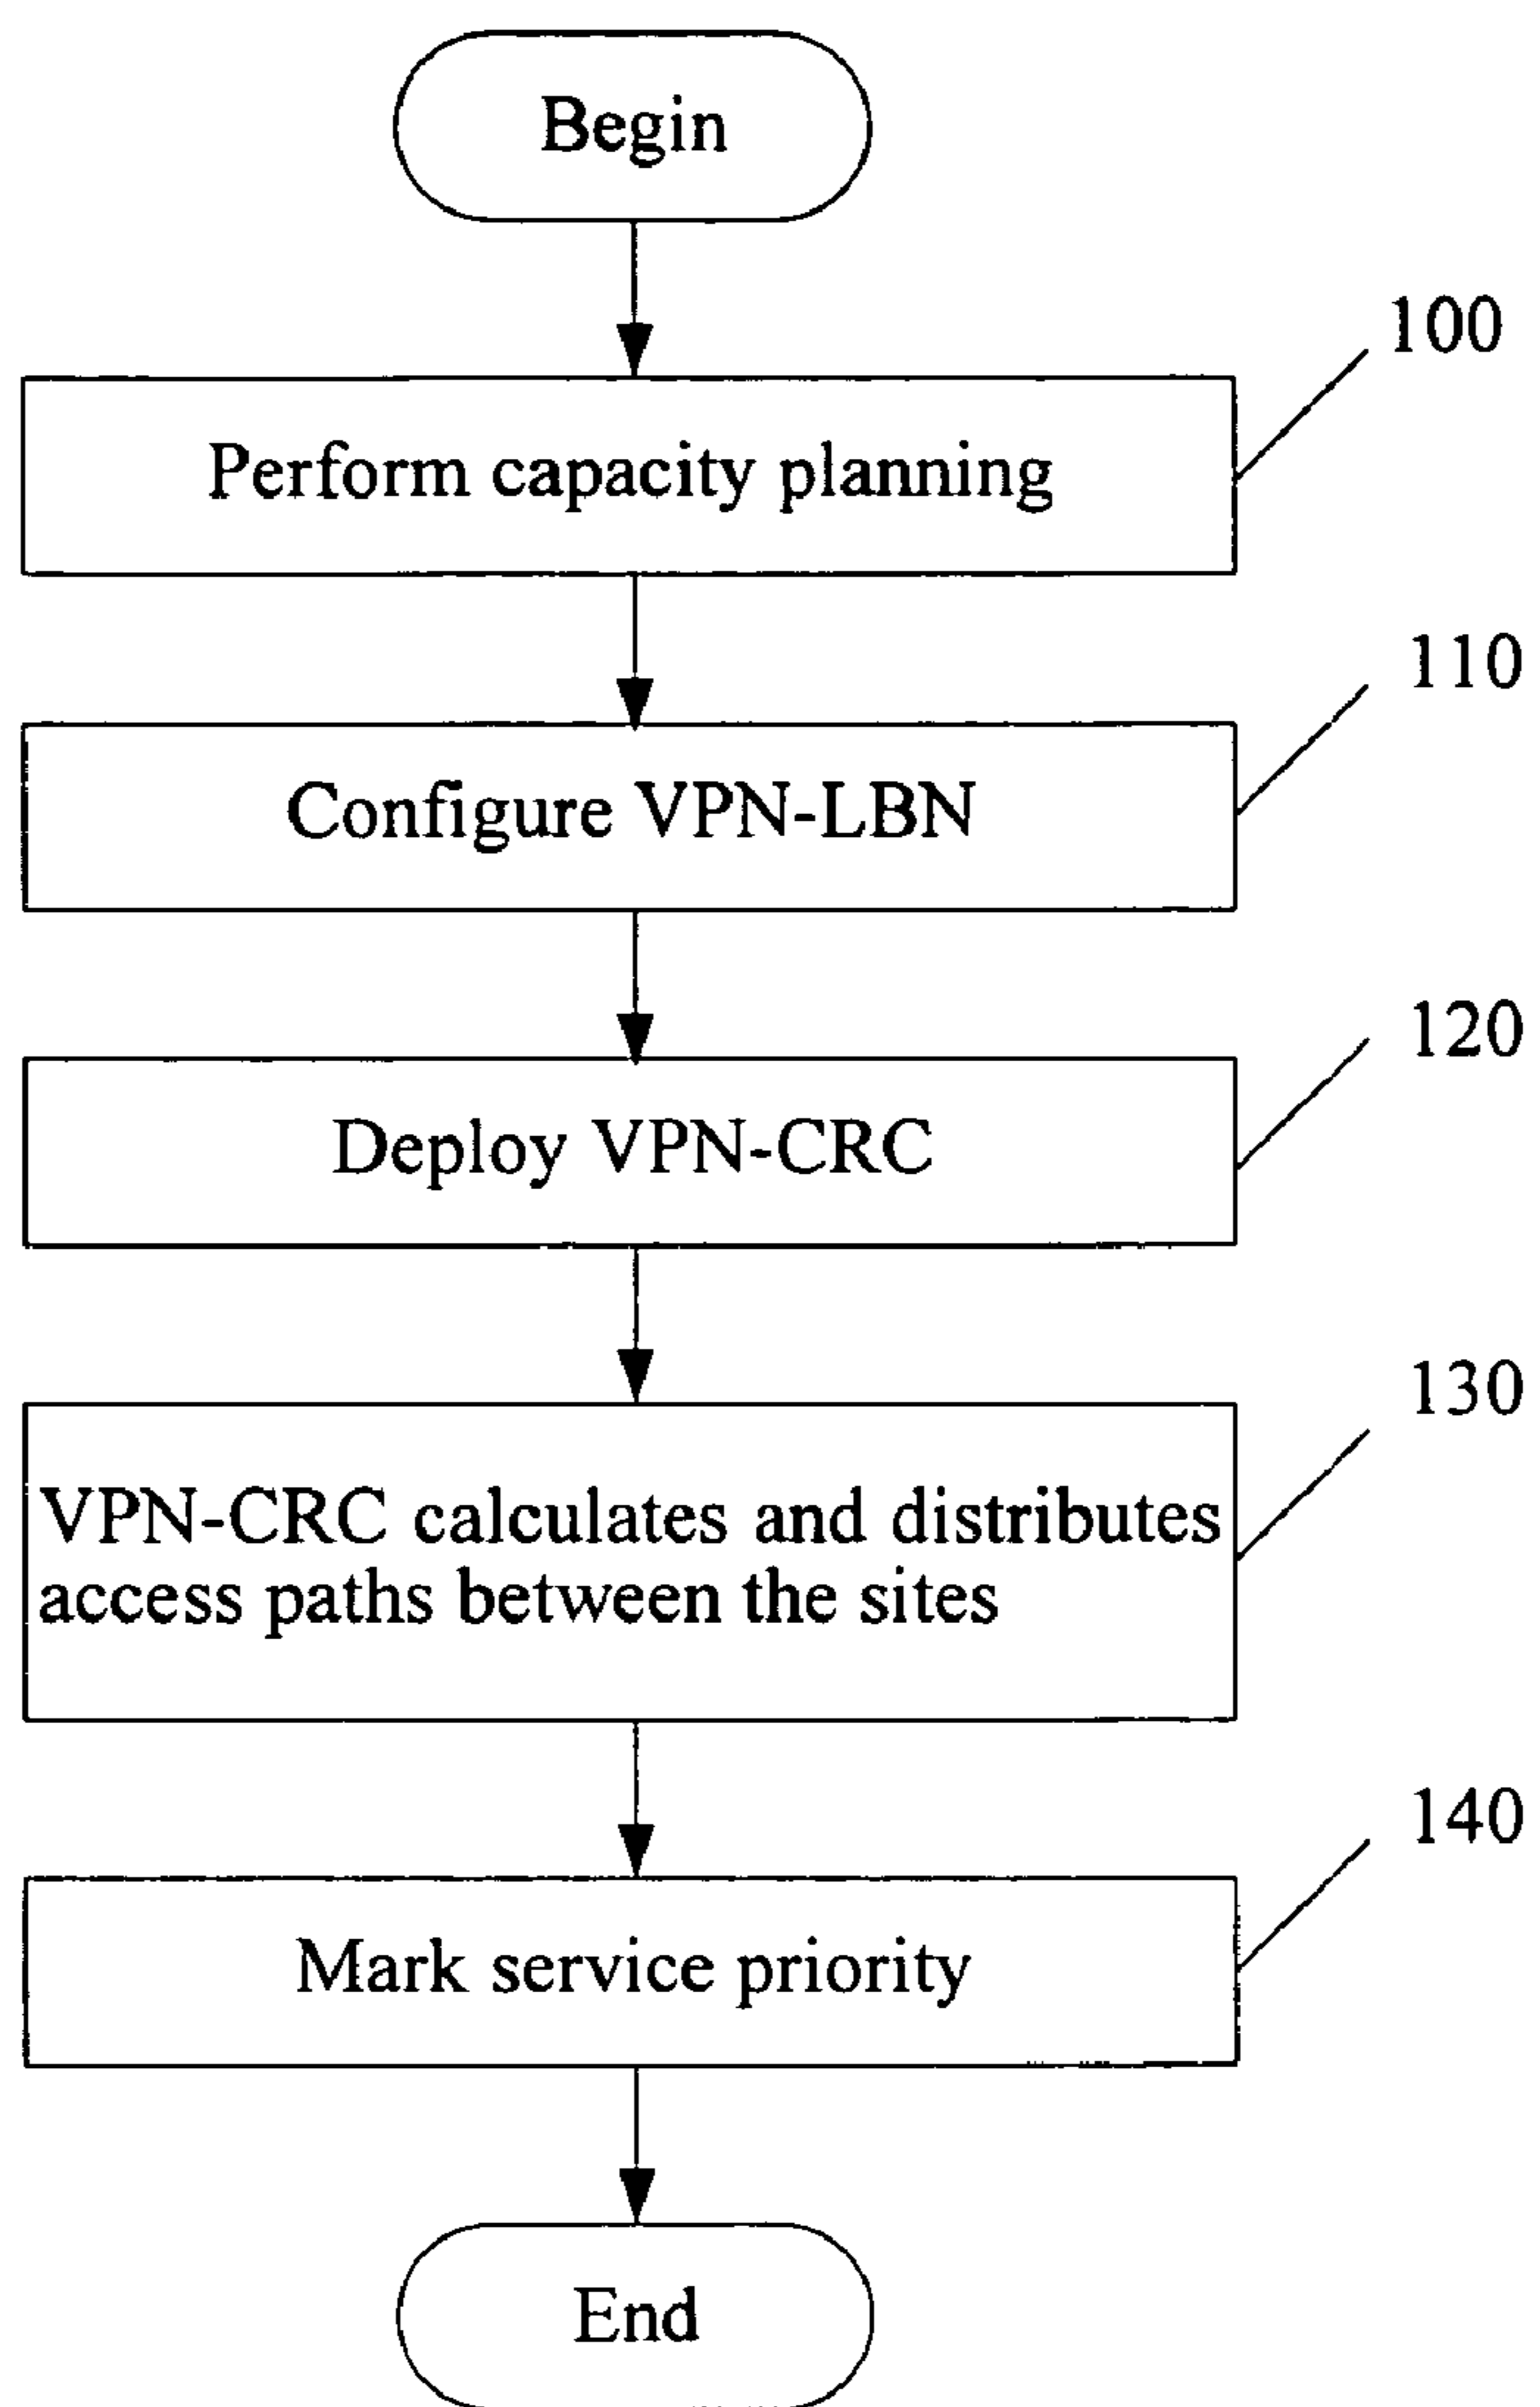 Begin
100
Perform capacity planning
110
Configure VPN-LBN
120
Deploy VPN-CRC
130
VPN-CRC calculates and distributes
access paths between the sites
140
Mark service priority
End